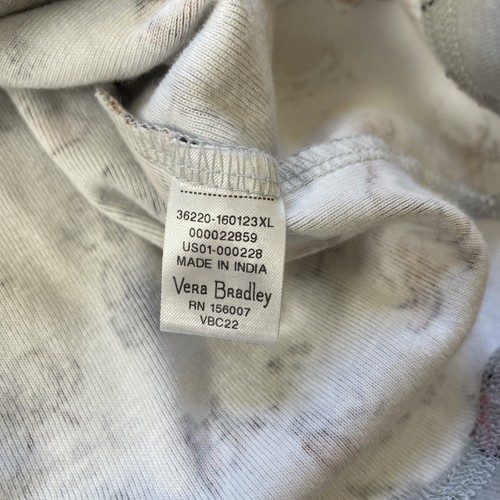 36220-160123XL
000022859
US01-000228
MADE IN INDIA
Vera Bradley
RN 156007
VBC22